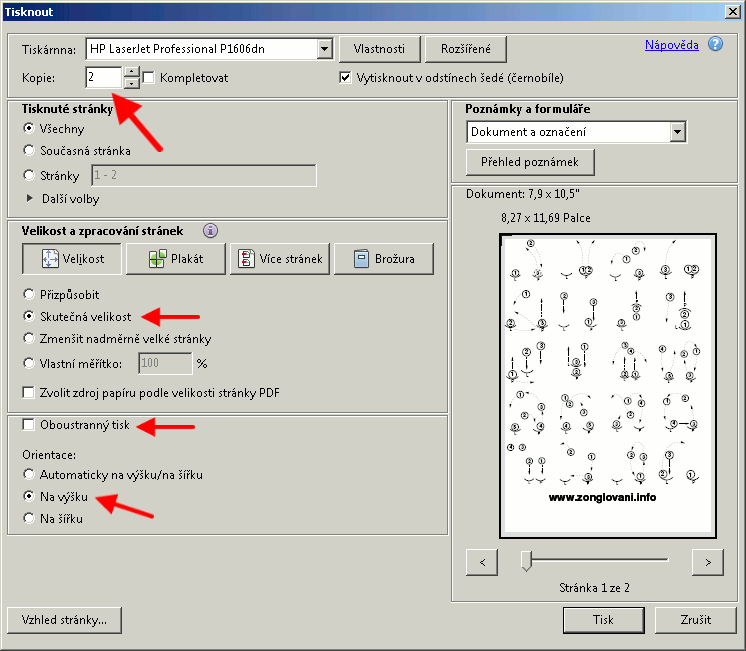 Tisknout
Tiskárnna: HP LaserJet Professional P1606dn Vlastnosti Rozšířené Nápověda ?
Kopie: 2 Kompletovat Vytisknout v odstínech šedé (černobíle)
Tisknuté stránky
Všechny
Současná stránka
Stránky 1 - 2
Další volby
Velikost a zpracování stránek i
Velikost Plakát Více stránek Brožura
Přizpůsobit
Skutečná velikost
Zmenšit nadměrně velké stránky
Vlastní měřítko: 100 %
Zvolit zdroj papíru podle velikosti stránky PDF
Oboustranný tisk
Orientace:
Automaticky na výšku/na šířku
Na výšku
Na šířku
Poznámky a formuláře
Dokument a označení
Přehled poznámek
Dokument: 7,9 x 10,5"
8,27 x 11,69 Palce
www.zonglovani.info
< >
Stránka 1 ze 2
Vzhled stránky... Tisk Zrušit